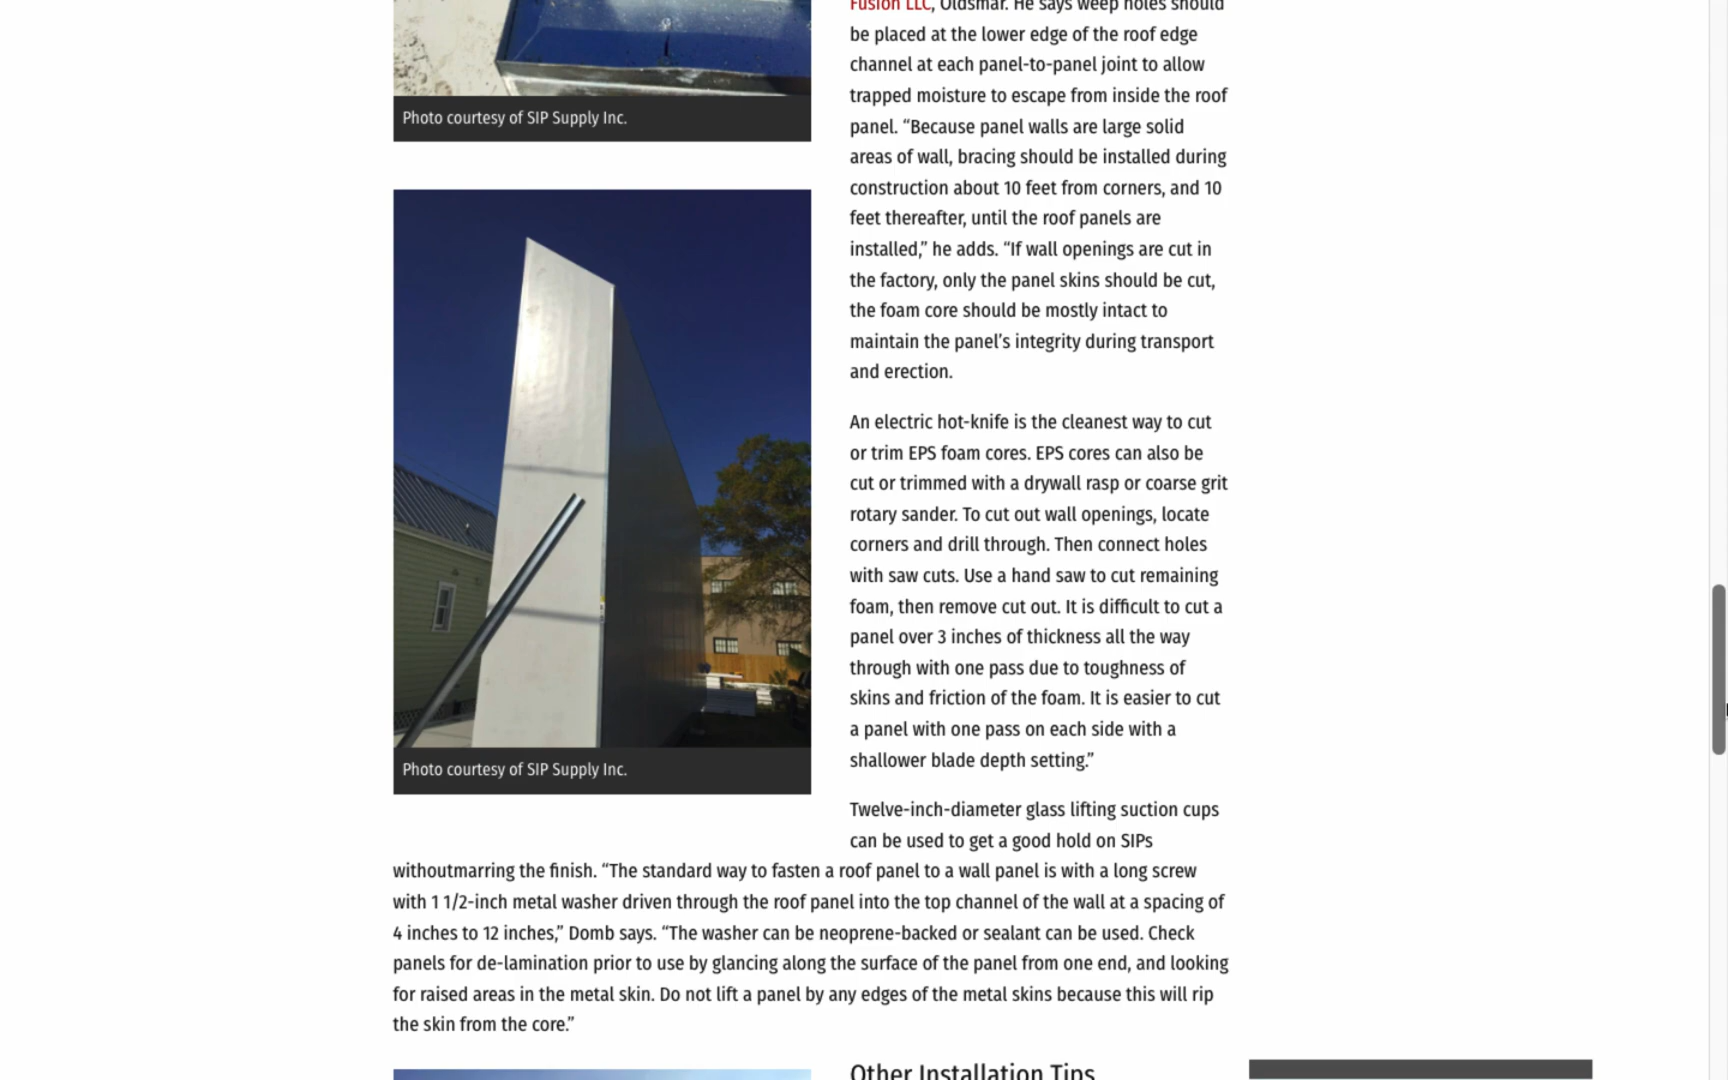 Photo courtesy of SIP Supply Inc.
Photo courtesy of SIP Supply Inc.
Fusion LLC, Oldsmar. He says weep holes should
be placed at the lower edge of the roof edge
channel at each panel-to-panel joint to allow
trapped moisture to escape from inside the roof
panel. “Because panel walls are large solid
areas of wall, bracing should be installed during
construction about 10 feet from corners, and 10
feet thereafter, until the roof panels are
installed,” he adds. “If wall openings are cut in
the factory, only the panel skins should be cut,
the foam core should be mostly intact to
maintain the panel’s integrity during transport
and erection.
An electric hot-knife is the cleanest way to cut
or trim EPS foam cores. EPS cores can also be
cut or trimmed with a drywall rasp or coarse grit
rotary sander. To cut out wall openings, locate
corners and drill through. Then connect holes
with saw cuts. Use a hand saw to cut remaining
foam, then remove cut out. It is difficult to cut a
panel over 3 inches of thickness all the way
through with one pass due to toughness of
skins and friction of the foam. It is easier to cut
a panel with one pass on each side with a
shallower blade depth setting.”
Twelve-inch-diameter glass lifting suction cups
can be used to get a good hold on SIPs
withoutmarring the finish. “The standard way to fasten a roof panel to a wall panel is with a long screw
with 1 1/2-inch metal washer driven through the roof panel into the top channel of the wall at a spacing of
4 inches to 12 inches,” Domb says. “The washer can be neoprene-backed or sealant can be used. Check
panels for de-lamination prior to use by glancing along the surface of the panel from one end, and looking
for raised areas in the metal skin. Do not lift a panel by any edges of the metal skins because this will rip
the skin from the core.”
Other Installation Tips